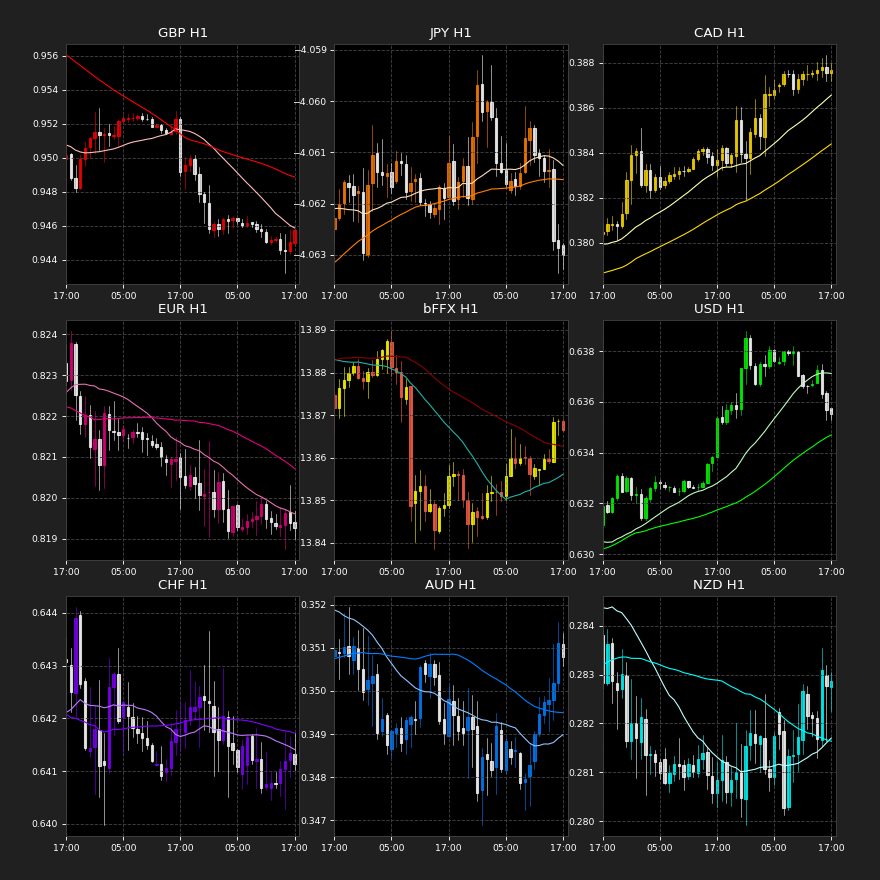 GBP H1
0.956
0.954
0.952
0.950
0.948
0.946
0.944
17:00 05:00 17:00 05:00 17:00
JPY H1
−4.059
−4.060
−4.061
−4.062
−4.063
17:00 05:00 17:00 05:00 17:00
CAD H1
0.388
0.386
0.384
0.382
0.380
17:00 05:00 17:00 05:00 17:00
EUR H1
0.824
0.823
0.822
0.821
0.820
0.819
17:00 05:00 17:00 05:00 17:00
bFFX H1
13.89
13.88
13.87
13.86
13.85
13.84
17:00 05:00 17:00 05:00 17:00
USD H1
0.638
0.636
0.634
0.632
0.630
17:00 05:00 17:00 05:00 17:00
CHF H1
0.644
0.643
0.642
0.641
0.640
17:00 05:00 17:00 05:00 17:00
AUD H1
0.352
0.351
0.350
0.349
0.348
0.347
17:00 05:00 17:00 05:00 17:00
NZD H1
0.284
0.283
0.282
0.281
0.280
17:00 05:00 17:00 05:00 17:00